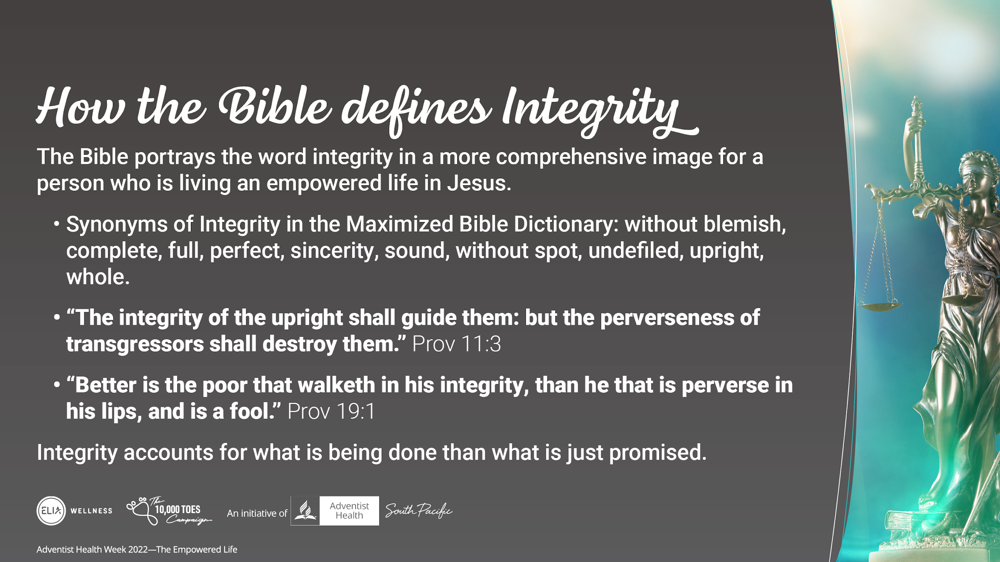 How the Bible defines Integrity
The Bible portrays the word integrity in a more comprehensive image for a
person who is living an empowered life in Jesus.
• Synonyms of Integrity in the Maximized Bible Dictionary: without blemish,
complete, full, perfect, sincerity, sound, without spot, undefiled, upright,
whole.
• “The integrity of the upright shall guide them: but the perverseness of
transgressors shall destroy them.” Prov 11:3
• “Better is the poor that walketh in his integrity, than he that is perverse in
his lips, and is a fool.” Prov 19:1
Integrity accounts for what is being done than what is just promised.
ELIA WELLNESS
The
10,000 TOES
Campaign
An initiative of
Adventist
Health
South Pacific
Adventist Health Week 2022—The Empowered Life